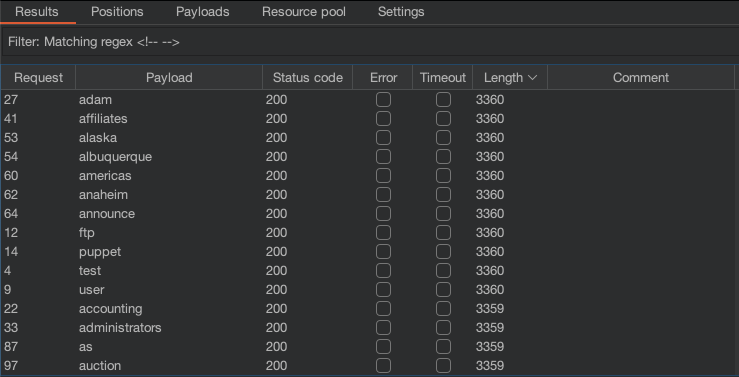 Results Positions Payloads Resource pool Settings
Filter: Matching regex <!-- -->
Request Payload Status code Error Timeout Length Comment
27 adam 200 3360
41 affiliates 200 3360
53 alaska 200 3360
54 albuquerque 200 3360
60 americas 200 3360
62 anaheim 200 3360
64 announce 200 3360
12 ftp 200 3360
14 puppet 200 3360
4 test 200 3360
9 user 200 3360
22 accounting 200 3359
33 administrators 200 3359
87 as 200 3359
97 auction 200 3359